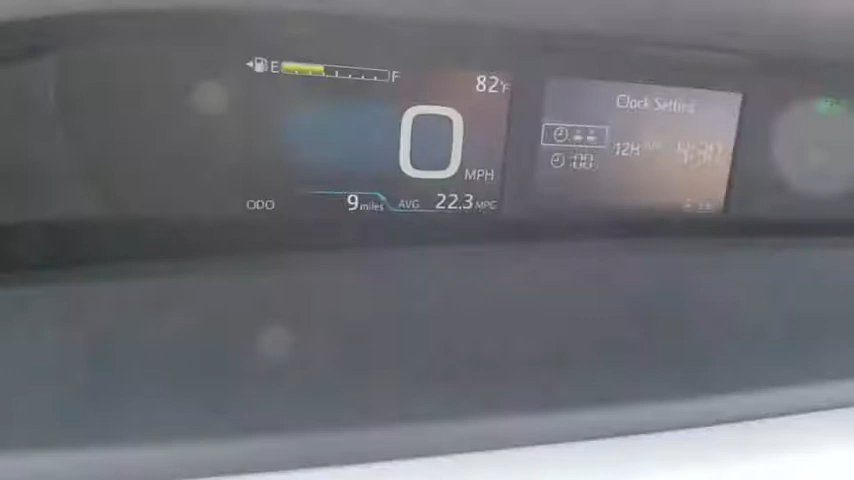 E F
82°F
0 MPH
ODO 9 miles AVG 22.3 MPG
Clock Setting
12H
:00